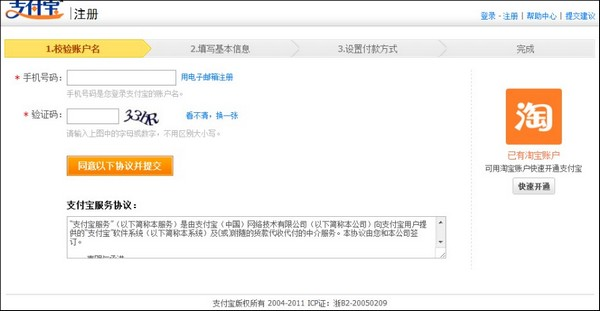 支付宝 | 注册
登录 - 注册 | 帮助中心 | 提交建议
1.校验账户名
2.填写基本信息
3.设置付款方式
完成
* 手机号码：
用电子邮箱注册
手机号码是您登录支付宝的账户名。
* 验证码：
看不清，换一张
请输入上图中的字母或数字，不用区别大小写。
同意以下协议并提交
淘
已有淘宝账户
可用淘宝账户快速开通支付宝
快速开通
支付宝服务协议：
"支付宝服务"（以下简称本服务）是由支付宝（中国）网络技术有限公司（以下简称本公司）向支付宝用户提
供的"支付宝"软件系统（以下简称本系统）及(或)附随的货款代收代付的中介服务。本协议由您和本公司签
订。
支付宝版权所有 2004-2011 ICP证：浙B2-20050209